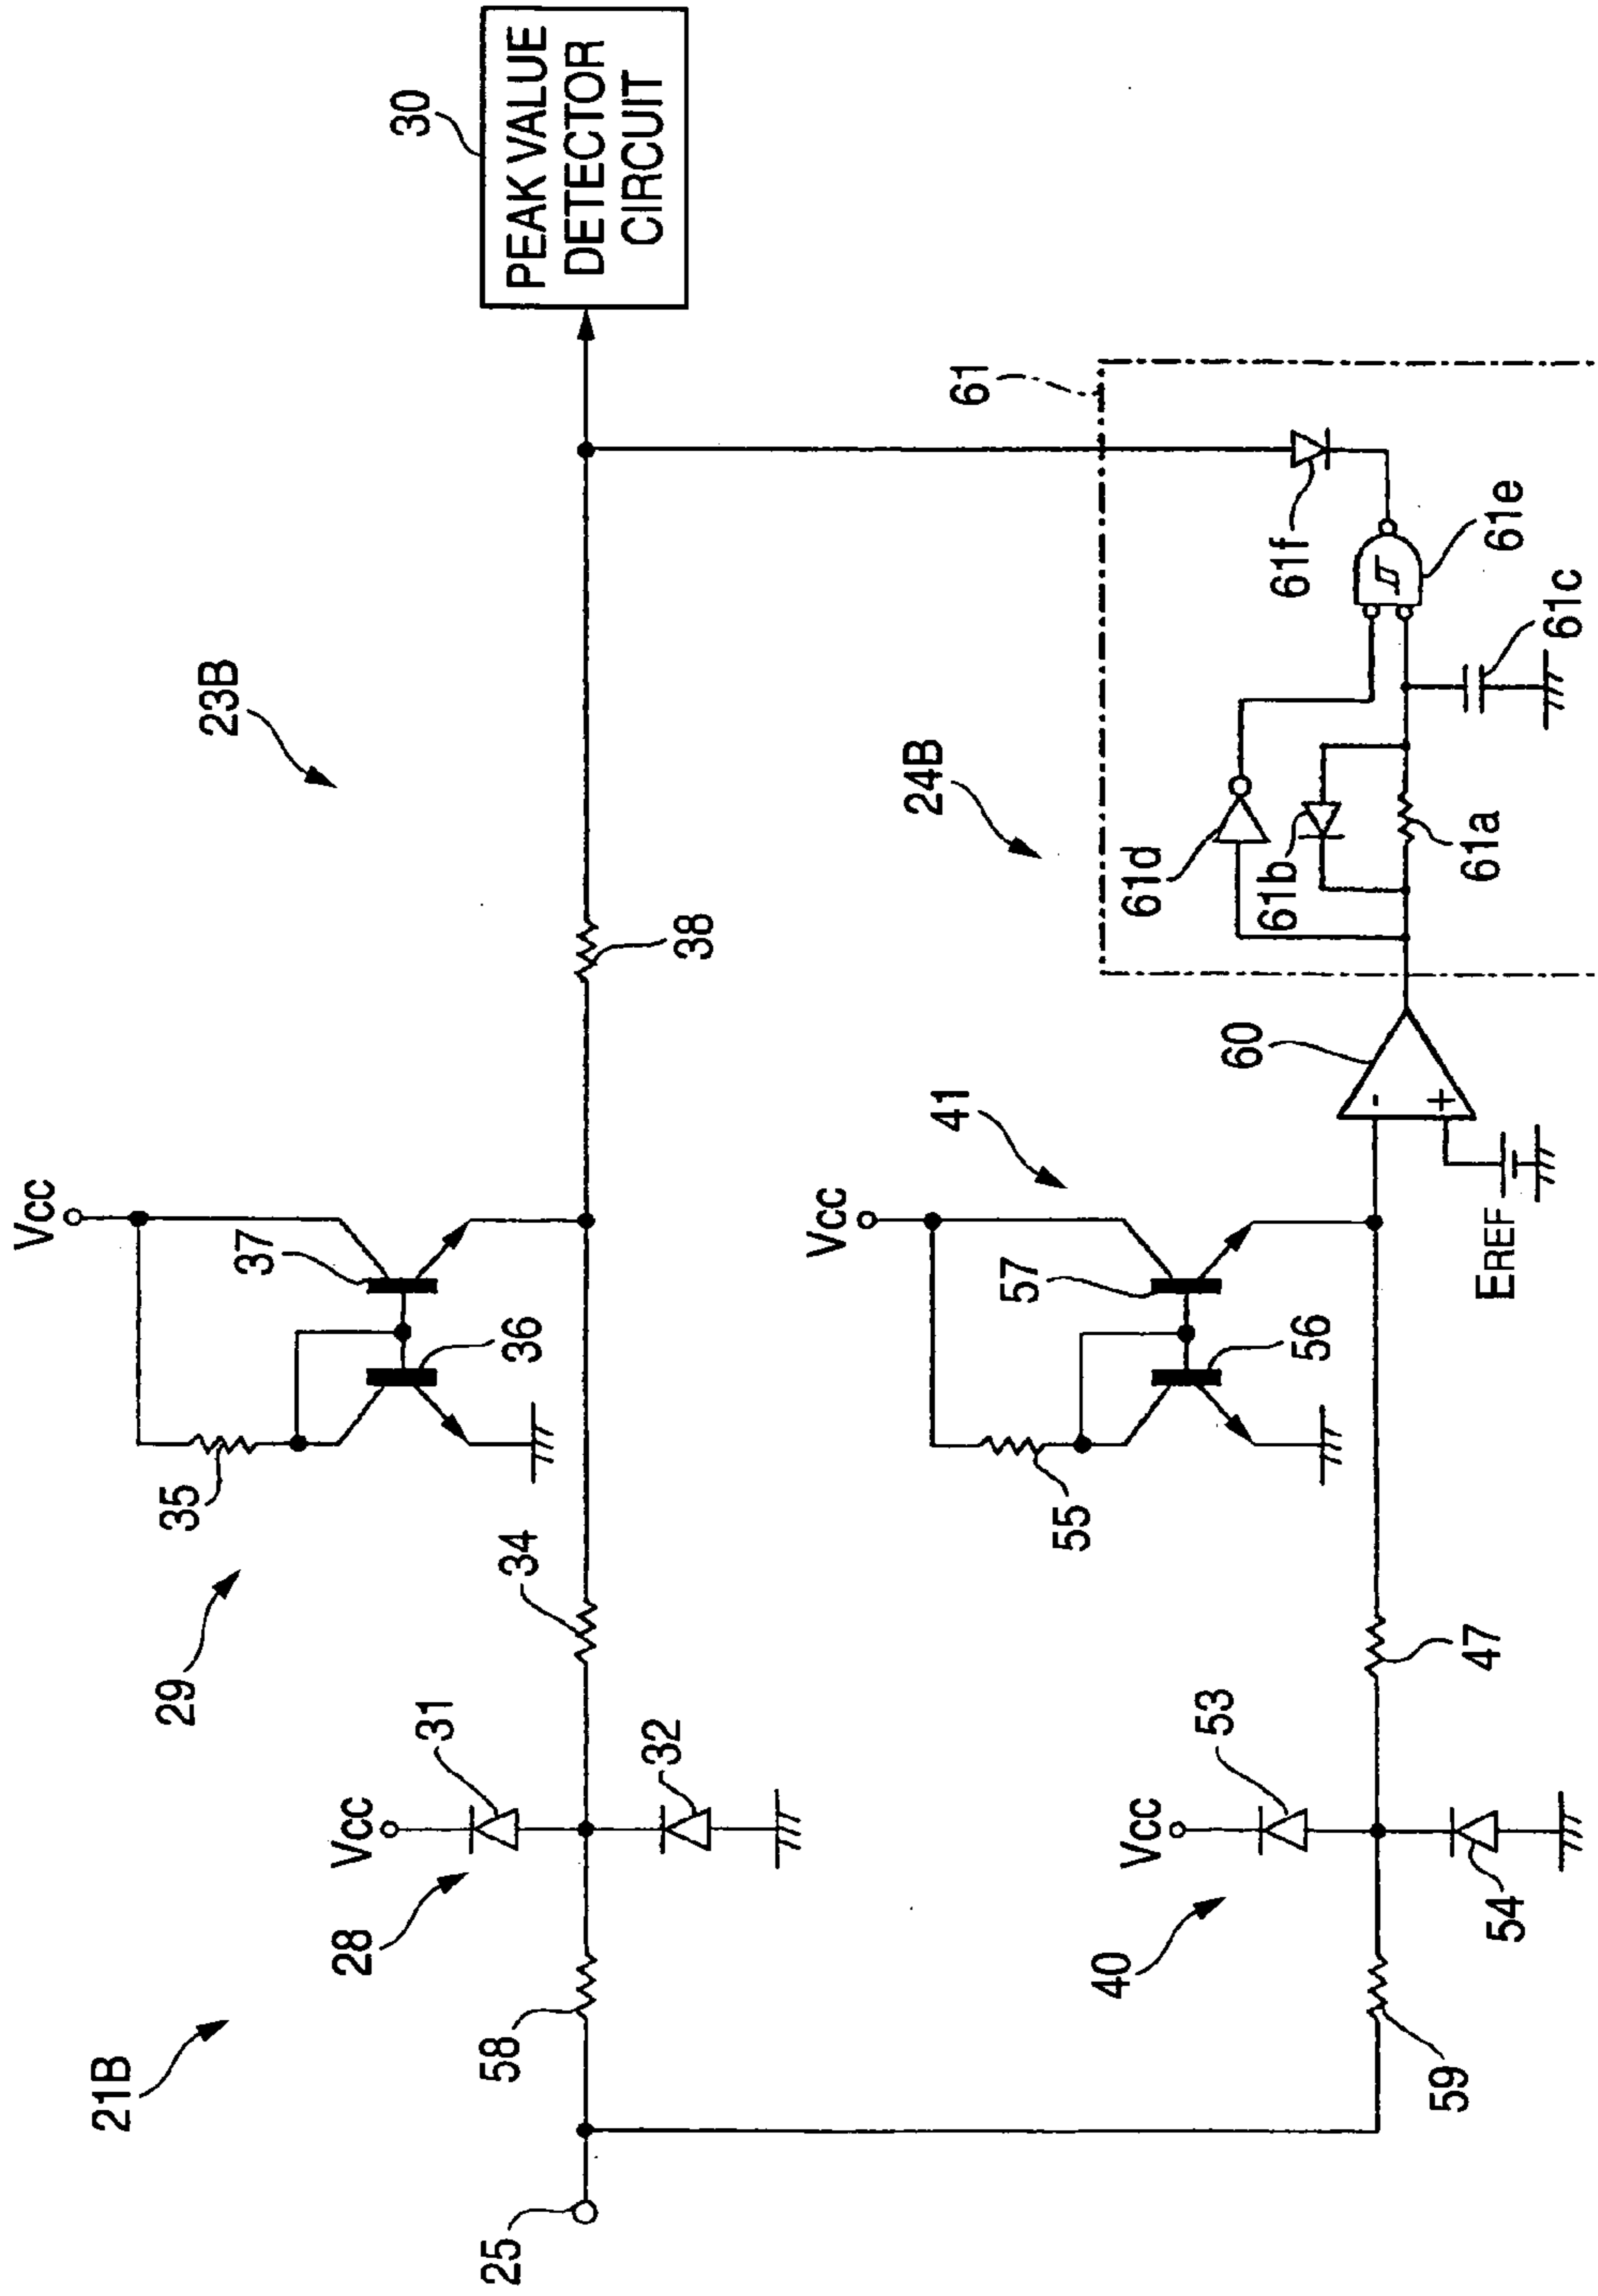 21B
29
Vcc
35
37
36
23B
30
PEAK VALUE
DETECTOR
CIRCUIT
28
Vcc
31
32
34
38
58
25
Vcc
41
55
57
56
24B
61
40
Vcc
53
54
47
59
EREF
60
61d
61b
61a
61f
61e
61c